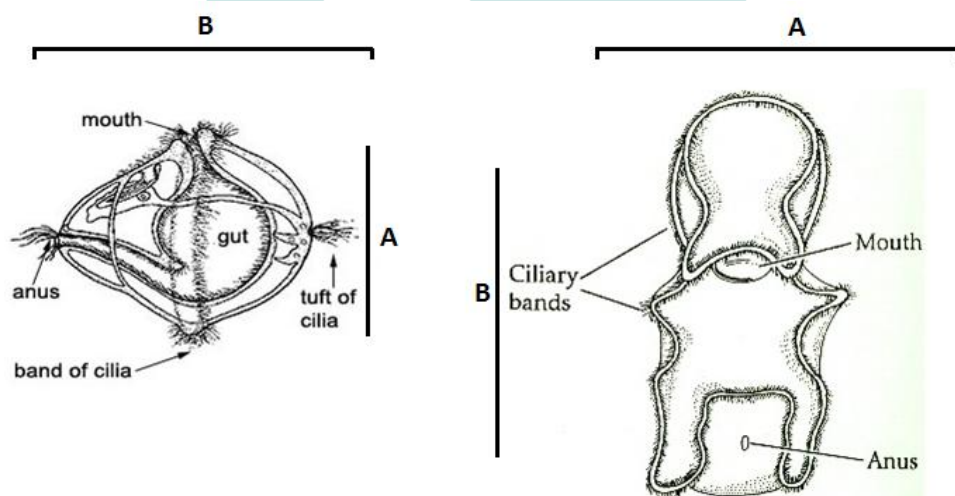 B
A
mouth
A
gut
anus
tuft of
cilia
band of cilia
B
Ciliary
bands
Mouth
Anus